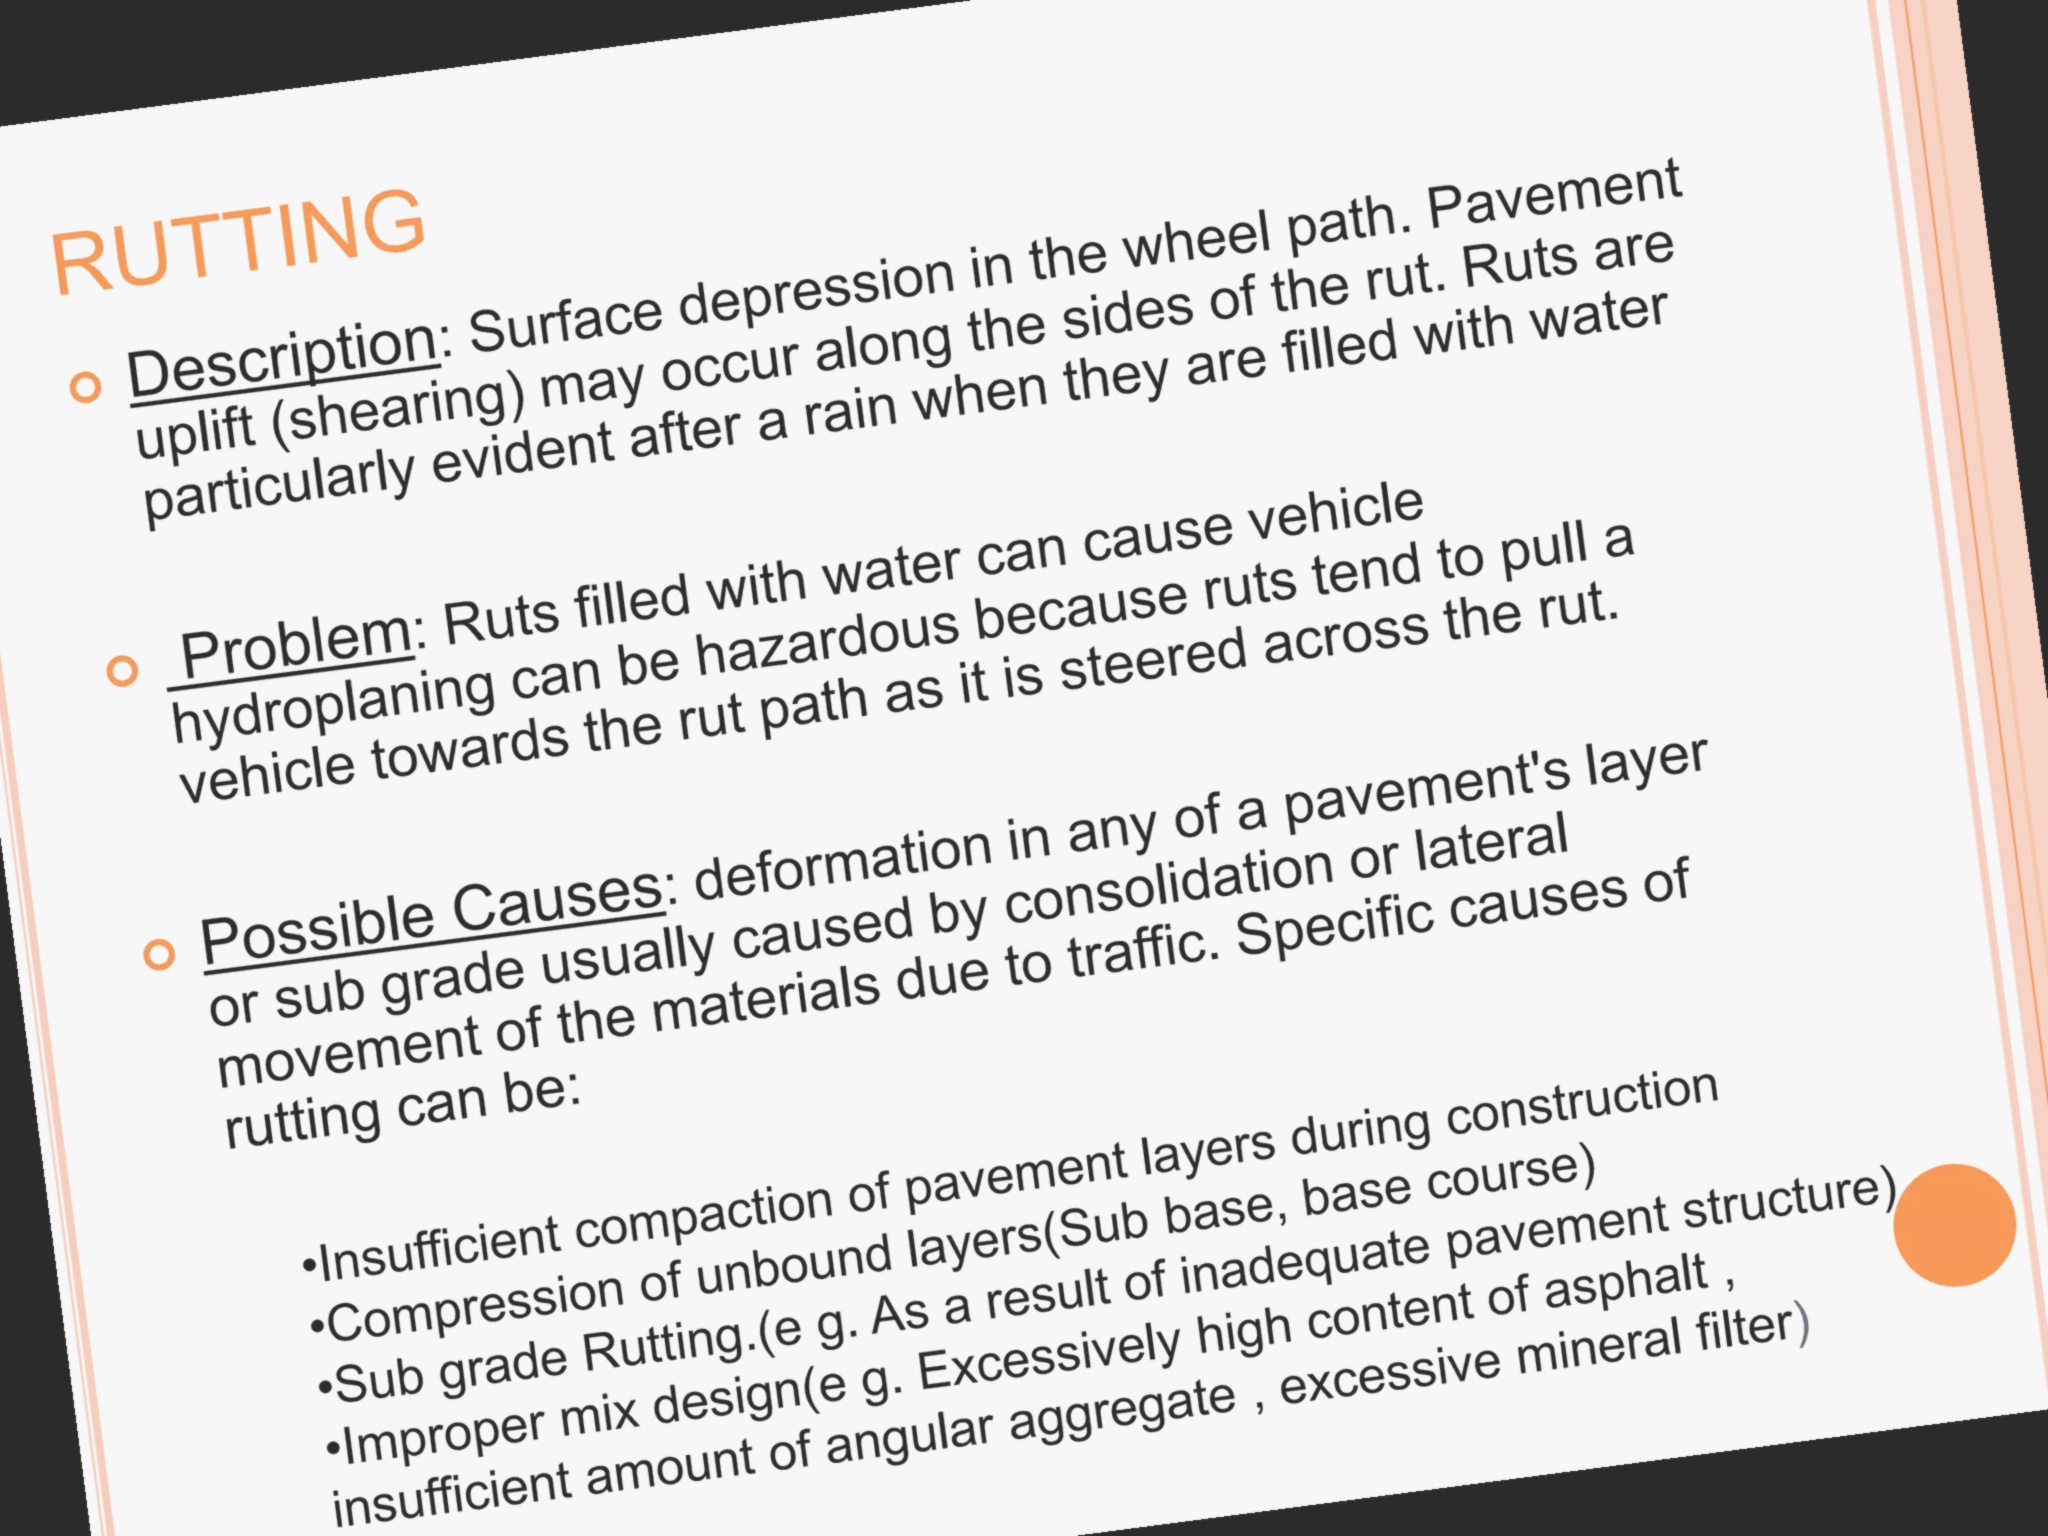 RUTTING
Description: Surface depression in the wheel path. Pavement
uplift (shearing) may occur along the sides of the rut. Ruts are
particularly evident after a rain when they are filled with water
Problem: Ruts filled with water can cause vehicle
hydroplaning can be hazardous because ruts tend to pull a
vehicle towards the rut path as it is steered across the rut.
Possible Causes: deformation in any of a pavement's layer
or sub grade usually caused by consolidation or lateral
movement of the materials due to traffic. Specific causes of
rutting can be:
•Insufficient compaction of pavement layers during construction
•Compression of unbound layers(Sub base, base course)
•Sub grade Rutting.(e g. As a result of inadequate pavement structure)
•Improper mix design(e g. Excessively high content of asphalt ,
insufficient amount of angular aggregate , excessive mineral filter)